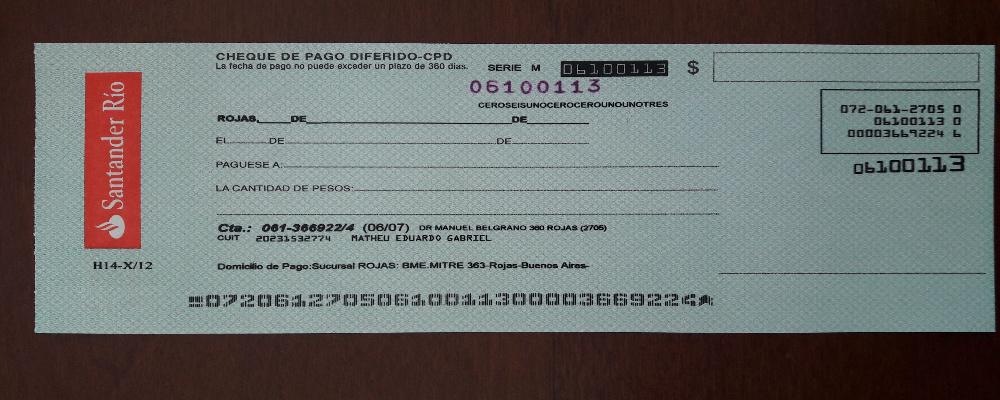 CHEQUE DE PAGO DIFERIDO-CPD
La fecha de pago no puede exceder un plazo de 360 dias.
SERIE M 06100113 $
06100113
CEROSEISUNOCEROCEROUNOUNOTRES
ROJAS, DE DE
EL DE DE
PAGUESE A:
LA CANTIDAD DE PESOS:
072-061-2705 0
06100113 0
00003669224 6
06100113
Santander Río
Cta.: 061-366922/4 (06/07) DR MANUEL BELGRANO 360 ROJAS (2705)
CUIT 20231532774 MATHEU EDUARDO GABRIEL
H14-X/12
Domicilio de Pago:Sucursal ROJAS: BME.MITRE 363-Rojas-Buenos Aires-
07206127050610011300003669224